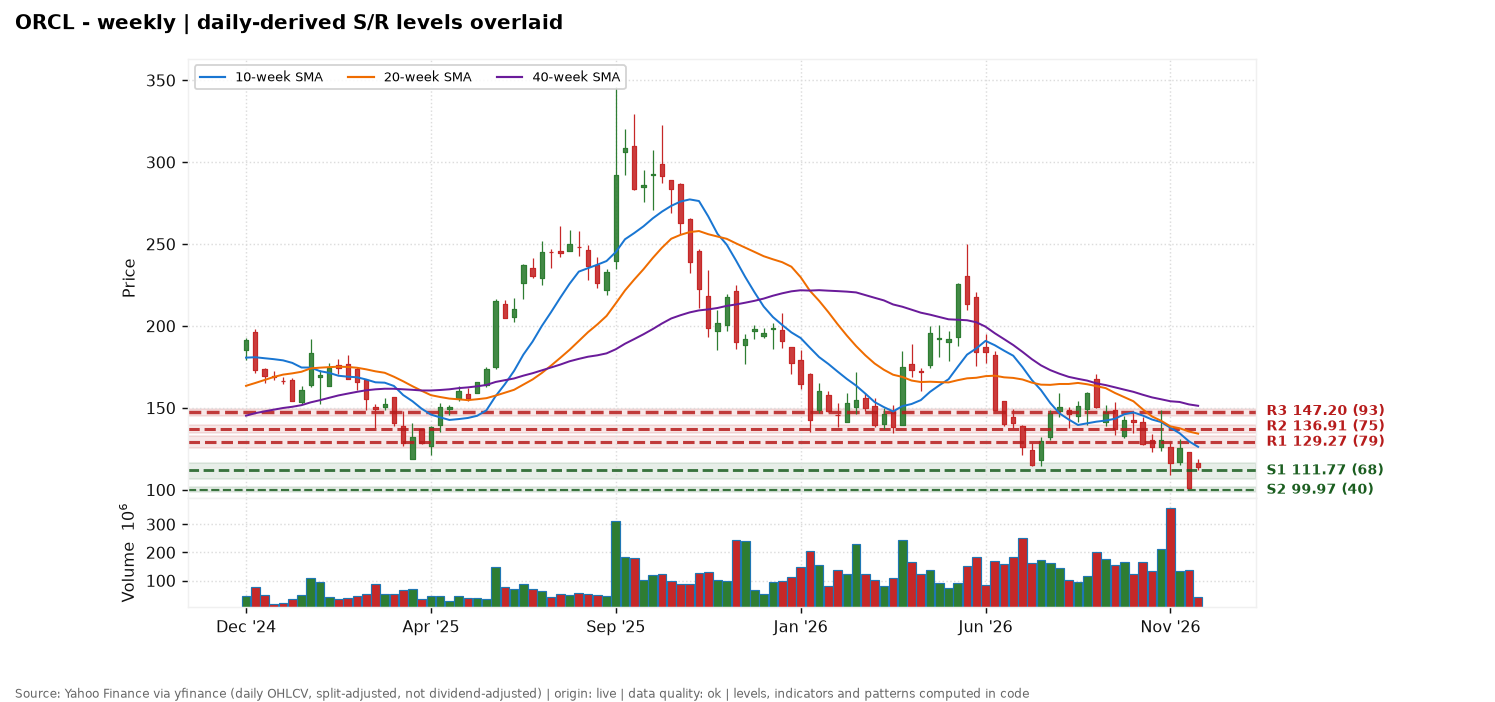 ORCL - weekly | daily-derived S/R levels overlaid
10-week SMA 20-week SMA 40-week SMA
350
300
250
200
150
100
Price
R3 147.20 (93)
R2 136.91 (75)
R1 129.27 (79)
S1 111.77 (68)
S2 99.97 (40)
300
200
100
Volume 10⁶
Dec '24 Apr '25 Sep '25 Jan '26 Jun '26 Nov '26
Source: Yahoo Finance via yfinance (daily OHLCV, split-adjusted, not dividend-adjusted) | origin: live | data quality: ok | levels, indicators and patterns computed in code